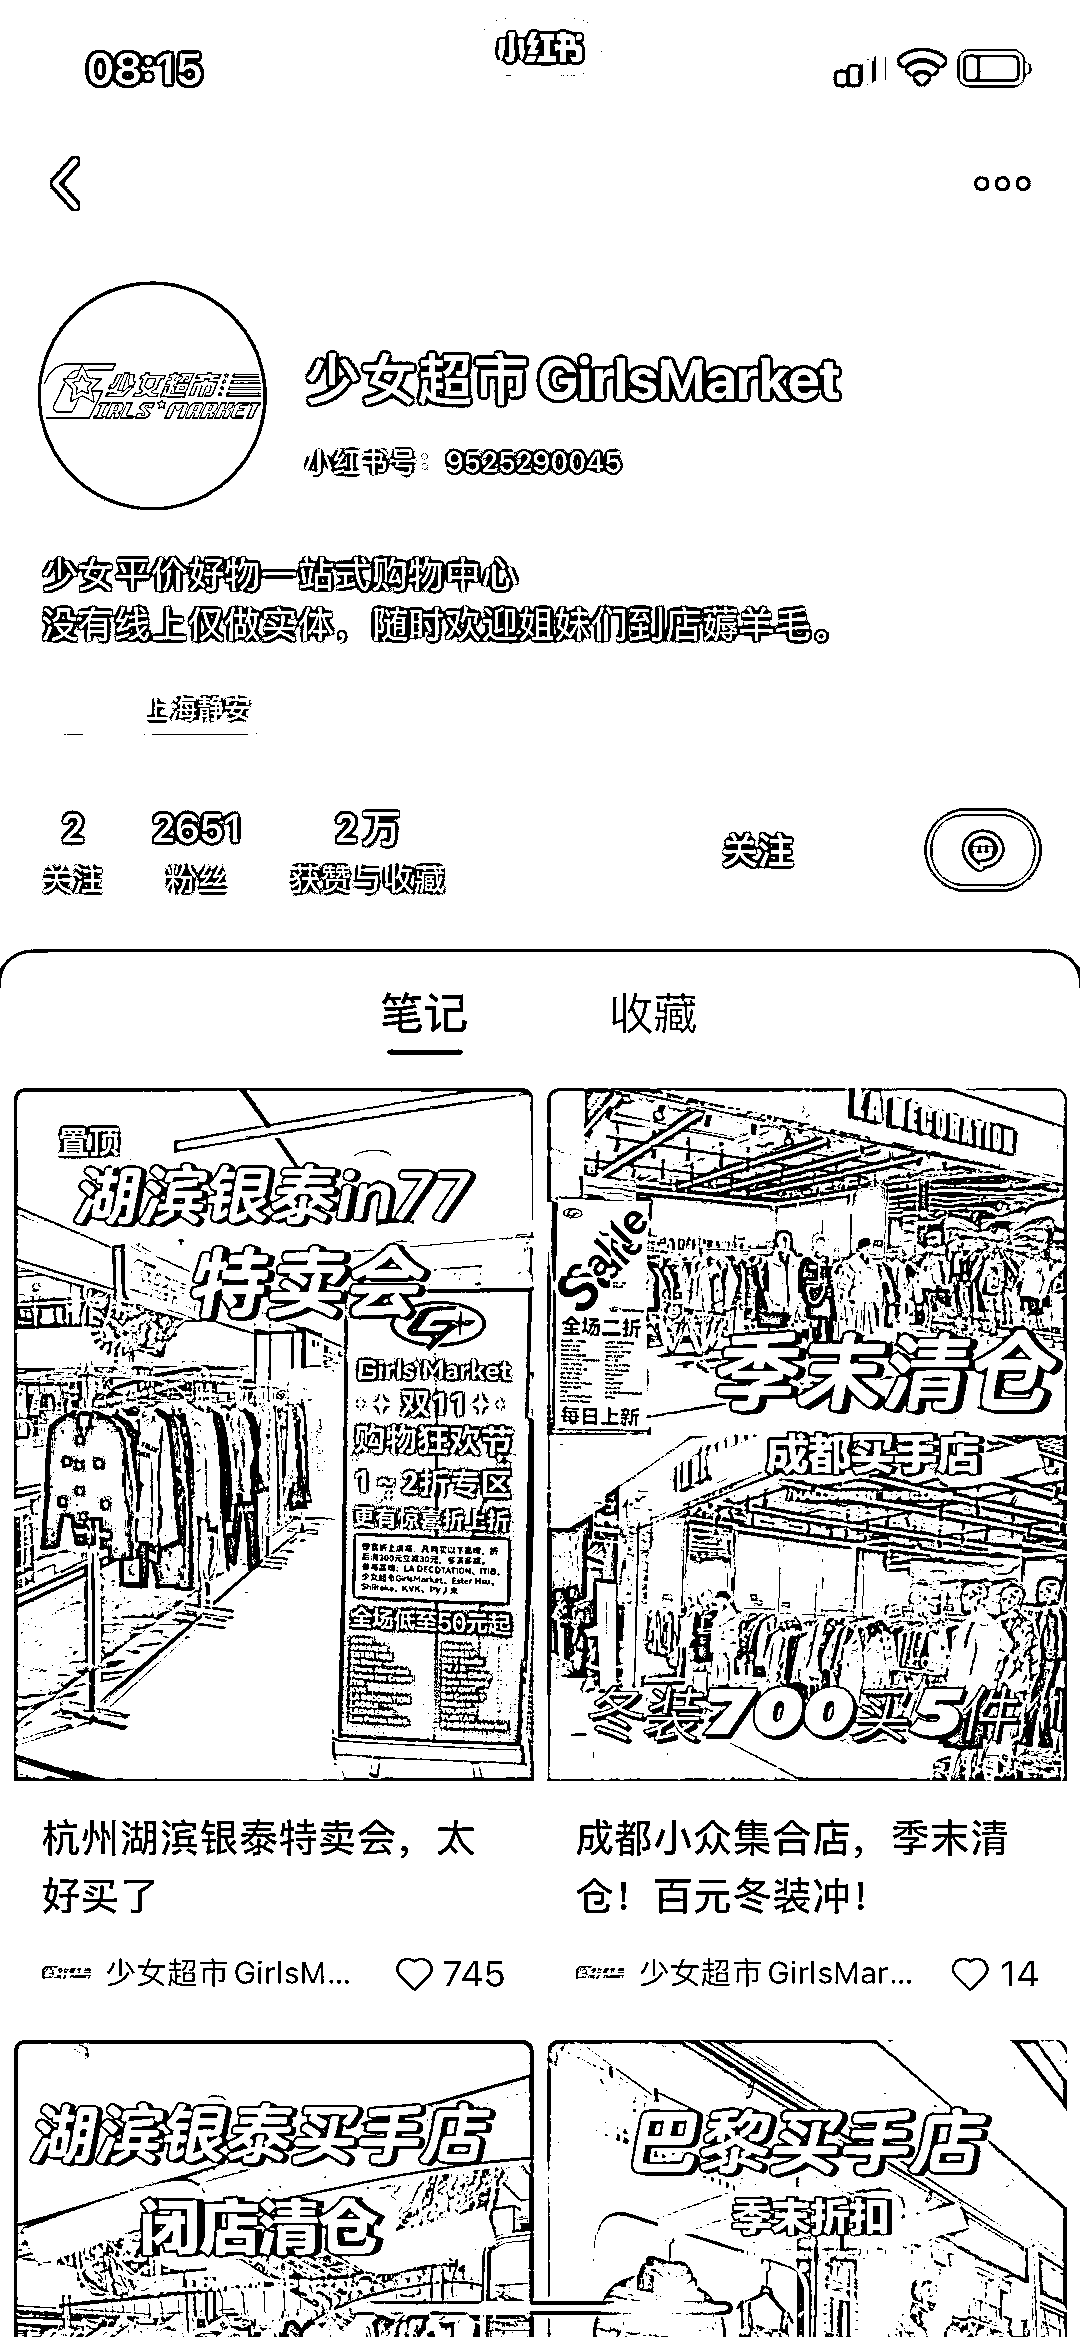 08:15
小红书
少女超市
GIRLS★MARKET
少女超市 GirlsMarket
小红书号：9525290045
少女平价好物一站式购物中心
没有线上仅做实体，随时欢迎姐妹们到店薅羊毛。
上海静安
2
关注
2651
粉丝
2万
获赞与收藏
关注
笔记
收藏
置顶
湖滨银泰in77
特卖会
Girls'Market
双11
购物狂欢节
1~2折专区
更有惊喜折上折
全场低至50元起
LA DECORATION
Sale
全场二折
每日上新
季末清仓
成都买手店
冬装700买5件
杭州湖滨银泰特卖会，太
好买了
少女超市 GirlsM...
745
成都小众集合店，季末清
仓！百元冬装冲！
少女超市 GirlsMar...
14
湖滨银泰买手店
闭店清仓
巴黎买手店
季末折扣